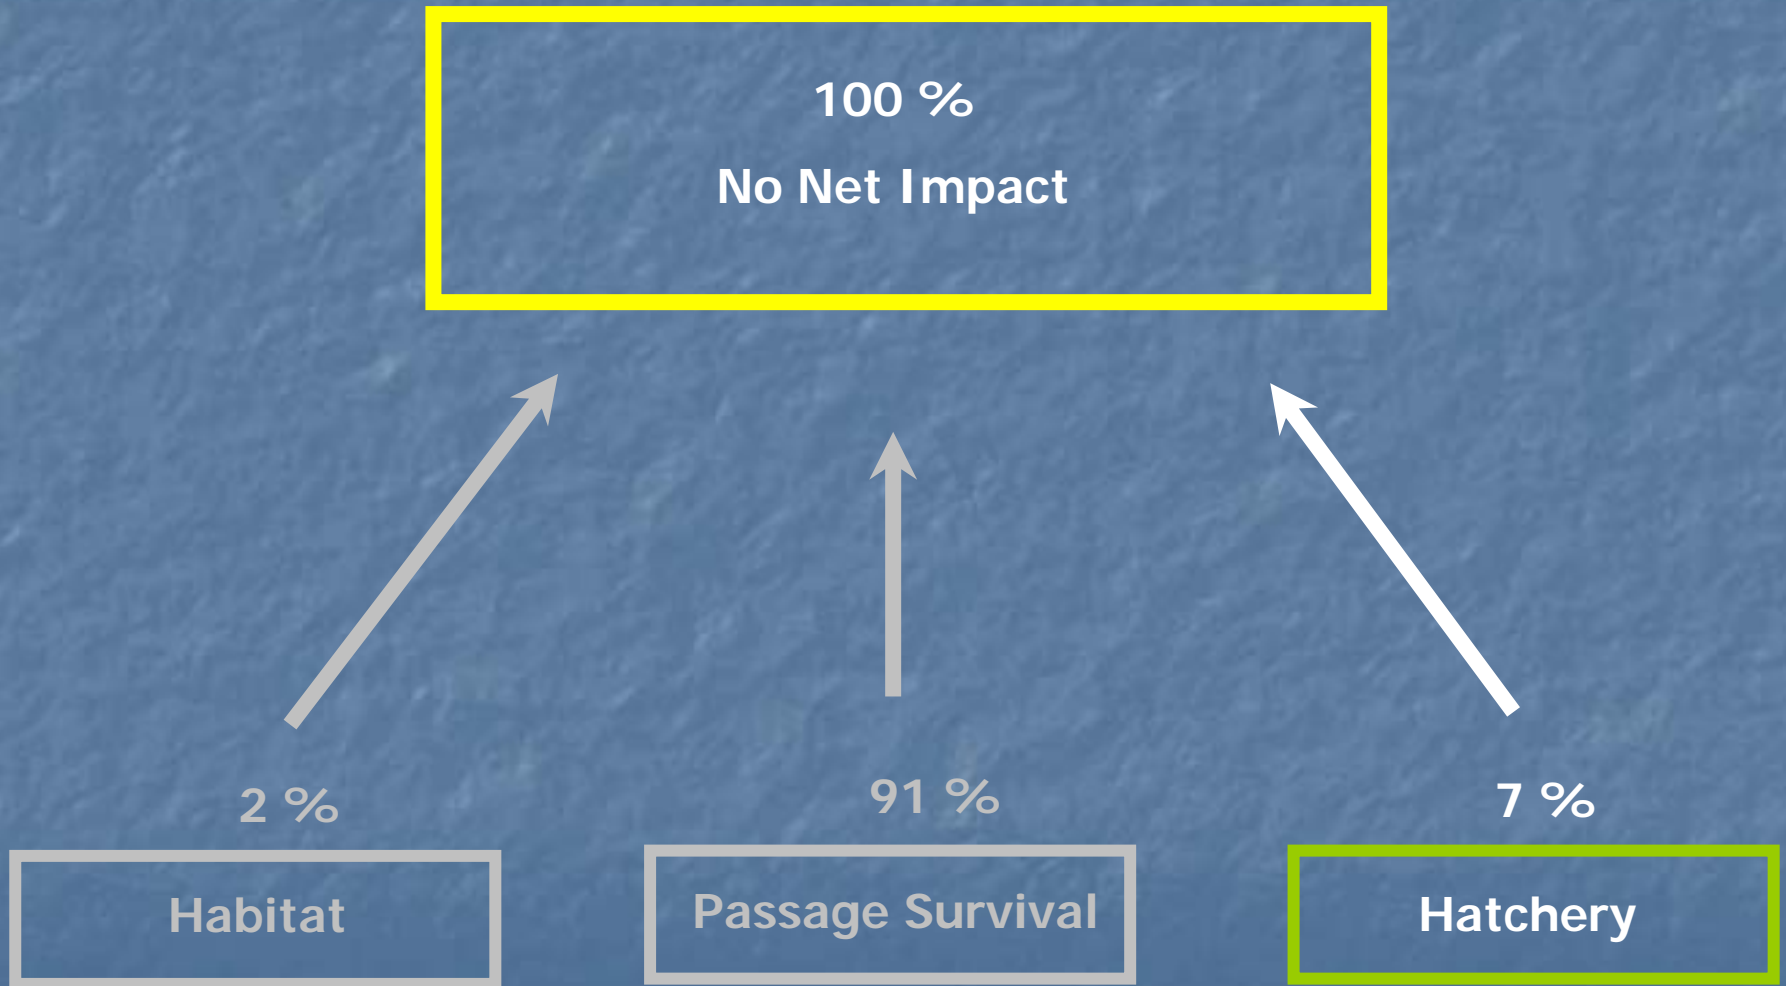 100 %
No Net Impact
2 %
91 %
7 %
Habitat
Passage Survival
Hatchery